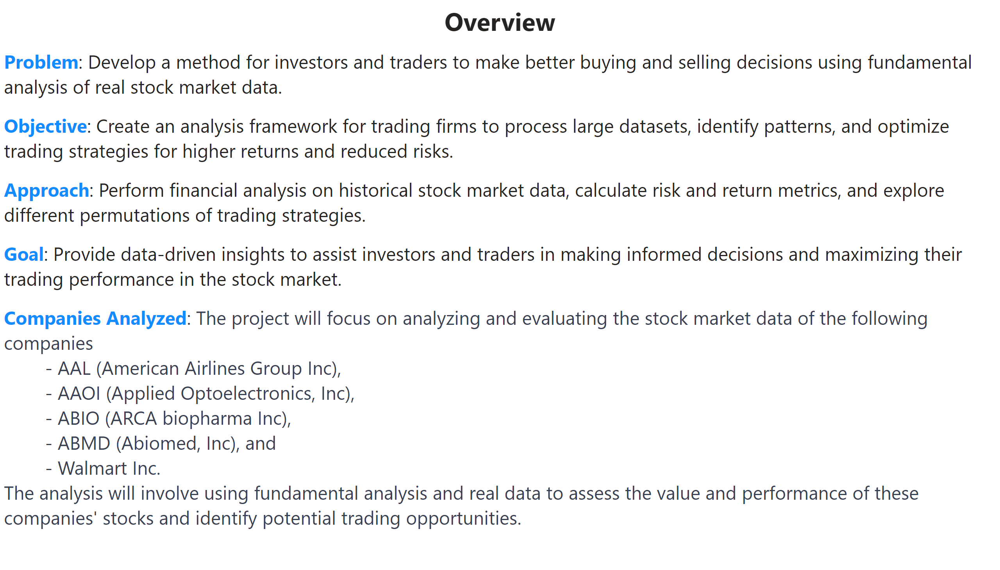 Overview
Problem: Develop a method for investors and traders to make better buying and selling decisions using fundamental
analysis of real stock market data.
Objective: Create an analysis framework for trading firms to process large datasets, identify patterns, and optimize
trading strategies for higher returns and reduced risks.
Approach: Perform financial analysis on historical stock market data, calculate risk and return metrics, and explore
different permutations of trading strategies.
Goal: Provide data-driven insights to assist investors and traders in making informed decisions and maximizing their
trading performance in the stock market.
Companies Analyzed: The project will focus on analyzing and evaluating the stock market data of the following
companies
- AAL (American Airlines Group Inc),
- AAOI (Applied Optoelectronics, Inc),
- ABIO (ARCA biopharma Inc),
- ABMD (Abiomed, Inc), and
- Walmart Inc.
The analysis will involve using fundamental analysis and real data to assess the value and performance of these
companies' stocks and identify potential trading opportunities.